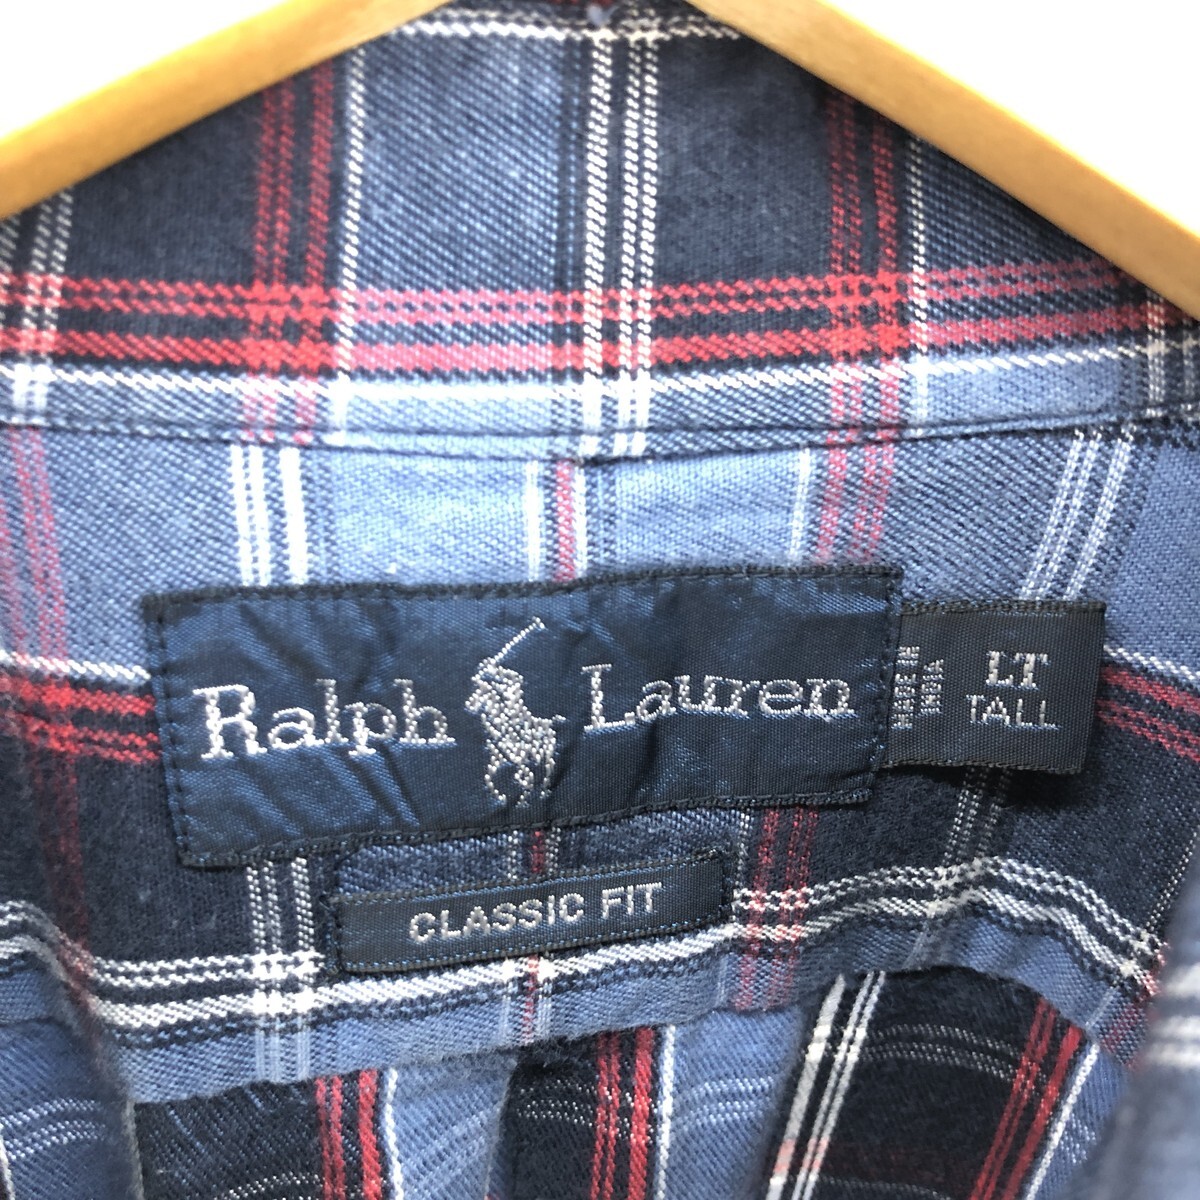 Ralph Lauren
MADE IN
INDIA
LT
TALL
CLASSIC FIT